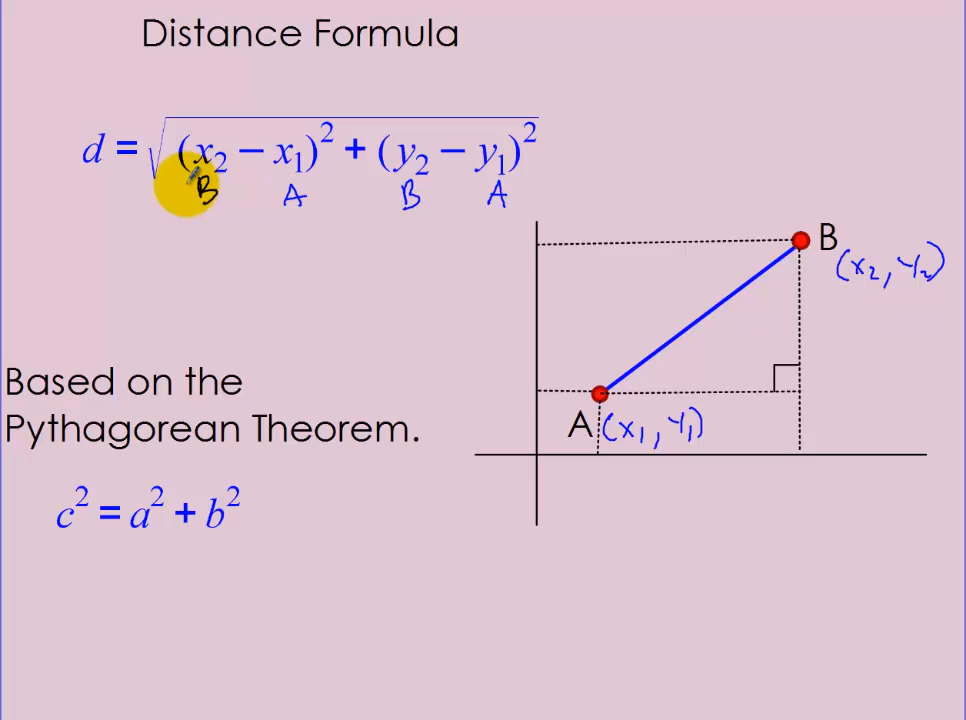 Distance Formula
d = √(x₂ − x₁)² + (y₂ − y₁)²
B A B A
B
(x₂, y₂)
Based on the
Pythagorean Theorem.
A (x₁, y₁)
c² = a² + b²